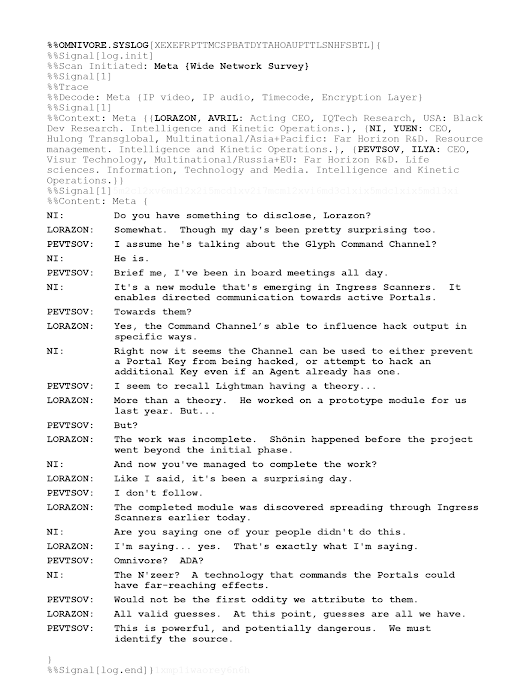 %%OMNIVORE.SYSLOG[XEXEFRPTTMCSPBATDYTAHOAUPTTLSNHFSBTL]{
%%Signal[log.init]
%%Scan Initiated: Meta {Wide Network Survey}
%%Signal[1]
%%Trace
%%Decode: Meta {IP video, IP audio, Timecode, Encryption Layer}
%%Signal[1]
%%Context: Meta {{LORAZON, AVRIL: Acting CEO, IQTech Research, USA: Black
Dev Research. Intelligence and Kinetic Operations.}, {NI, YUEN: CEO,
Hulong Transglobal, Multinational/Asia+Pacific: Far Horizon R&D. Resource
management. Intelligence and Kinetic Operations.}, {PEVTSOV, ILYA: CEO,
Visur Technology, Multinational/Russia+EU: Far Horizon R&D. Life
sciences. Information, Technology and Media. Intelligence and Kinetic
Operations.}}
%%Signal[1]
%%Content: Meta {
NI: Do you have something to disclose, Lorazon?
LORAZON: Somewhat. Though my day's been pretty surprising too.
PEVTSOV: I assume he's talking about the Glyph Command Channel?
NI: He is.
PEVTSOV: Brief me, I've been in board meetings all day.
NI: It's a new module that's emerging in Ingress Scanners. It
enables directed communication towards active Portals.
PEVTSOV: Towards them?
LORAZON: Yes, the Command Channel's able to influence hack output in
specific ways.
NI: Right now it seems the Channel can be used to either prevent
a Portal Key from being hacked, or attempt to hack an
additional Key even if an Agent already has one.
PEVTSOV: I seem to recall Lightman having a theory...
LORAZON: More than a theory. He worked on a prototype module for us
last year. But...
PEVTSOV: But?
LORAZON: The work was incomplete. Shōnin happened before the project
went beyond the initial phase.
NI: And now you've managed to complete the work?
LORAZON: Like I said, it's been a surprising day.
PEVTSOV: I don't follow.
LORAZON: The completed module was discovered spreading through Ingress
Scanners earlier today.
NI: Are you saying one of your people didn't do this.
LORAZON: I'm saying... yes. That's exactly what I'm saying.
PEVTSOV: Omnivore? ADA?
NI: The N'zeer? A technology that commands the Portals could
have far-reaching effects.
PEVTSOV: Would not be the first oddity we attribute to them.
LORAZON: All valid guesses. At this point, guesses are all we have.
PEVTSOV: This is powerful, and potentially dangerous. We must
identify the source.
}
%%Signal[log.end]}